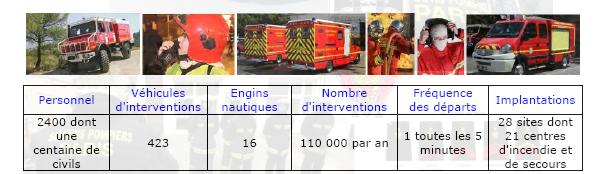 Personnel
Véhicules
d'interventions
Engins
nautiques
Nombre
d'interventions
Fréquence
des départs
Implantations
2400 dont
une
centaine de
civils
423
16
110 000 par an
1 toutes les 5
minutes
28 sites dont
21 centres
d'incendie et
de secours